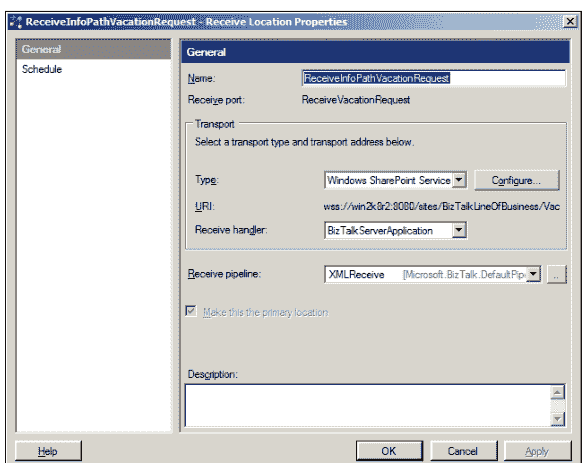 ReceiveInfoPathVacationRequest - Receive Location Properties
General
Schedule
General
Name: ReceiveInfoPathVacationRequest
Receive port: ReceiveVacationRequest
Transport
Select a transport type and transport address below.
Type: Windows SharePoint Service Configure...
URI: wss://win2k8r2:8080/sites/BizTalkLineOfBusiness/Vac
Receive handler: BizTalkServerApplication
Receive pipeline: XMLReceive [Microsoft.BizTalk.DefaultPip ...
Make this the primary location
Description:
Help OK Cancel Apply